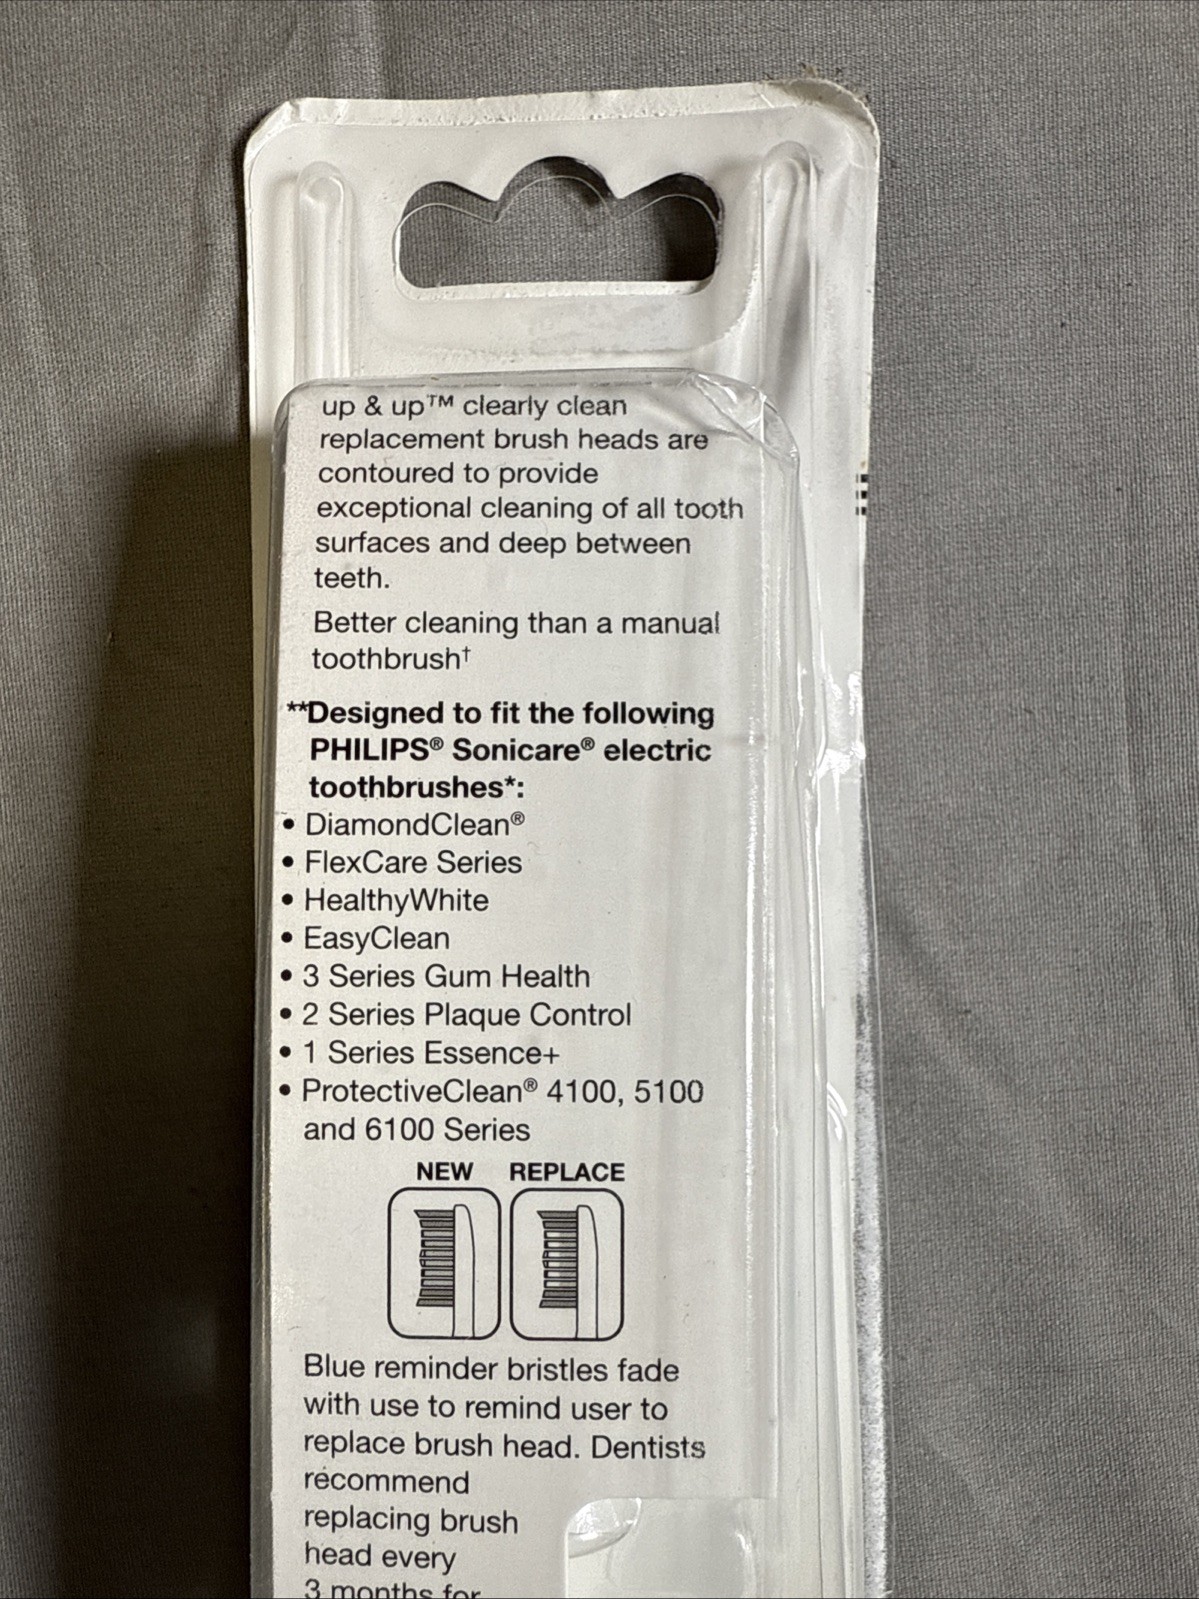 up & up™ clearly clean
replacement brush heads are
contoured to provide
exceptional cleaning of all tooth
surfaces and deep between
teeth.
Better cleaning than a manual
toothbrush†
**Designed to fit the following
PHILIPS® Sonicare® electric
toothbrushes*:
• DiamondClean®
• FlexCare Series
• HealthyWhite
• EasyClean
• 3 Series Gum Health
• 2 Series Plaque Control
• 1 Series Essence+
• ProtectiveClean® 4100, 5100
and 6100 Series
NEW REPLACE
Blue reminder bristles fade
with use to remind user to
replace brush head. Dentists
recommend
replacing brush
head every
3 months for